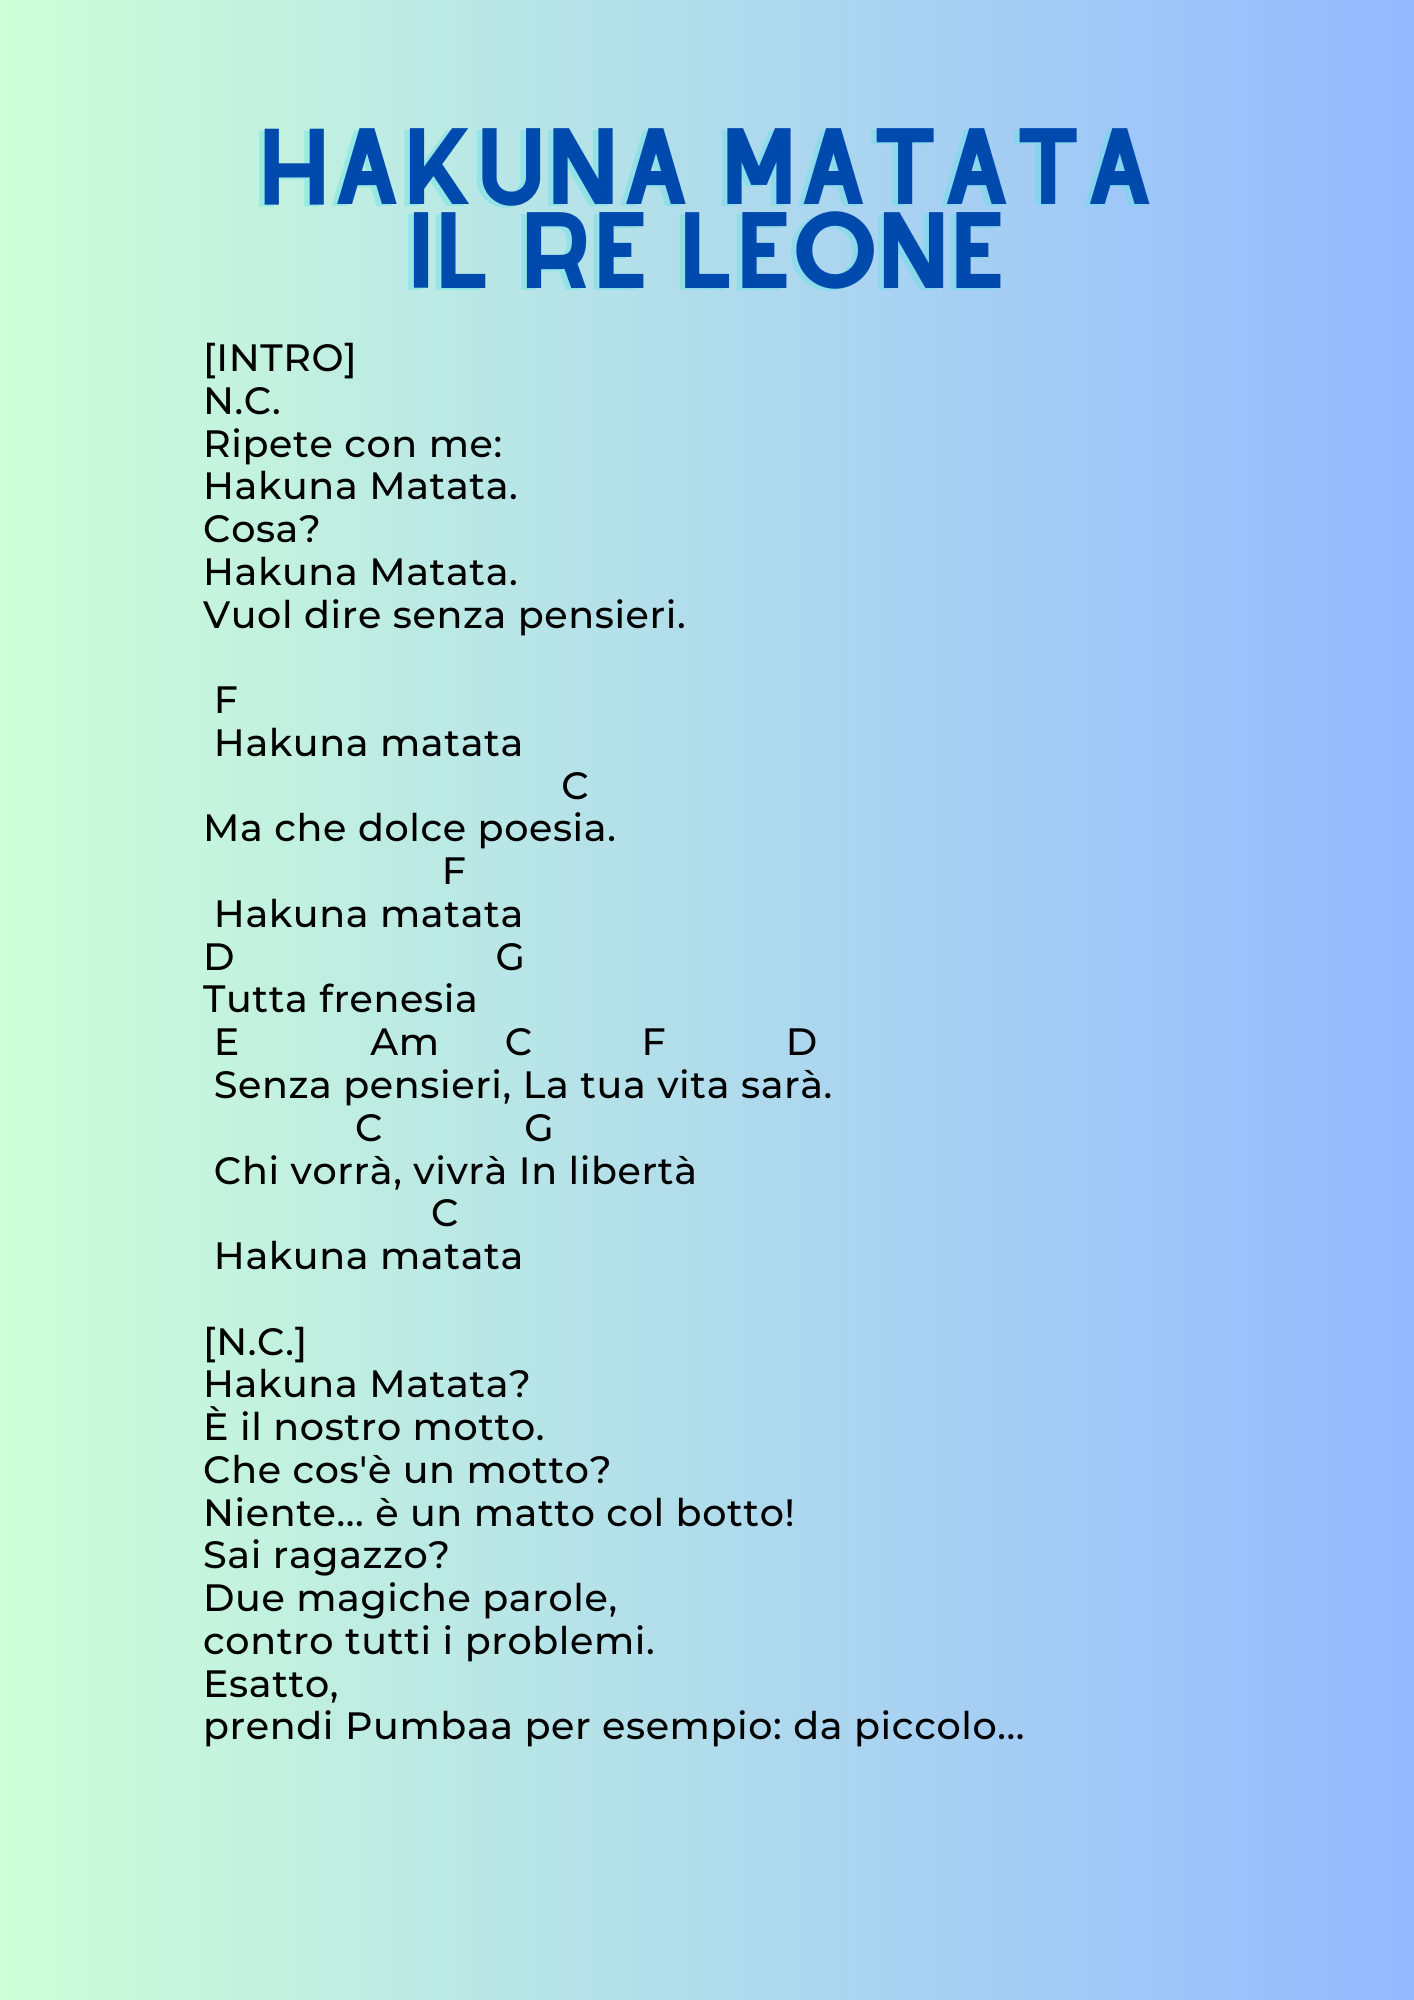 HAKUNA MATATA
IL RE LEONE
[INTRO]
N.C.
Ripete con me:
Hakuna Matata.
Cosa?
Hakuna Matata.
Vuol dire senza pensieri.
F
Hakuna matata
C
Ma che dolce poesia.
F
Hakuna matata
D G
Tutta frenesia
E Am C F D
Senza pensieri, La tua vita sarà.
C G
Chi vorrà, vivrà In libertà
C
Hakuna matata
[N.C.]
Hakuna Matata?
È il nostro motto.
Che cos'è un motto?
Niente... è un matto col botto!
Sai ragazzo?
Due magiche parole,
contro tutti i problemi.
Esatto,
prendi Pumbaa per esempio: da piccolo...